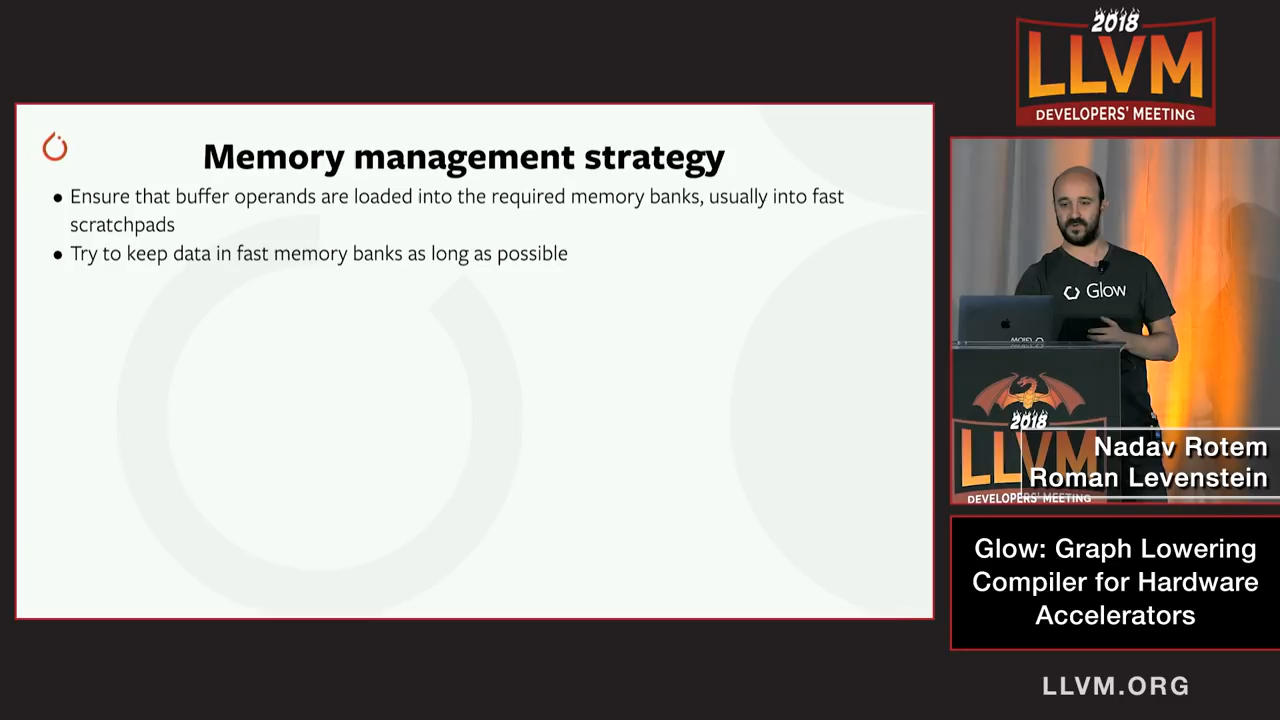 2018
LLVM
DEVELOPERS' MEETING
Memory management strategy
● Ensure that buffer operands are loaded into the required memory banks, usually into fast
scratchpads
● Try to keep data in fast memory banks as long as possible
Glow
Glow
2018
LLVM
DEVELOPERS' MEETING
Nadav Rotem
Roman Levenstein
Glow: Graph Lowering
Compiler for Hardware
Accelerators
LLVM.ORG